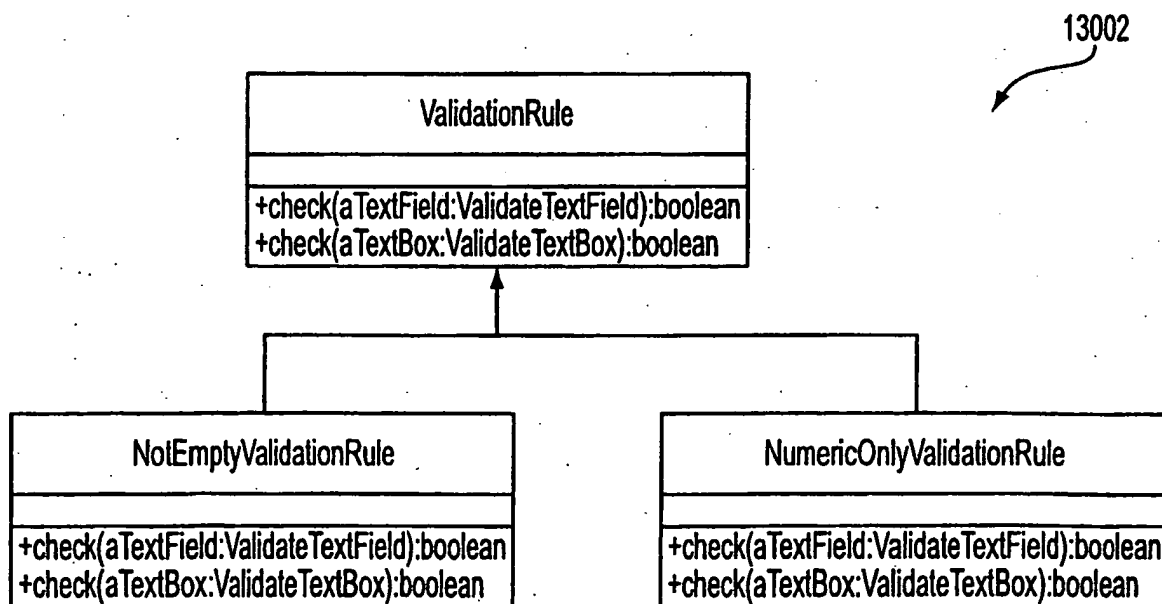 13002
ValidationRule
+check(aTextField:ValidateTextField):boolean
+check(aTextBox:ValidateTextBox):boolean
NotEmptyValidationRule
+check(aTextField:ValidateTextField):boolean
+check(aTextBox:ValidateTextBox):boolean
NumericOnlyValidationRule
+check(aTextField:ValidateTextField):boolean
+check(aTextBox:ValidateTextBox):boolean